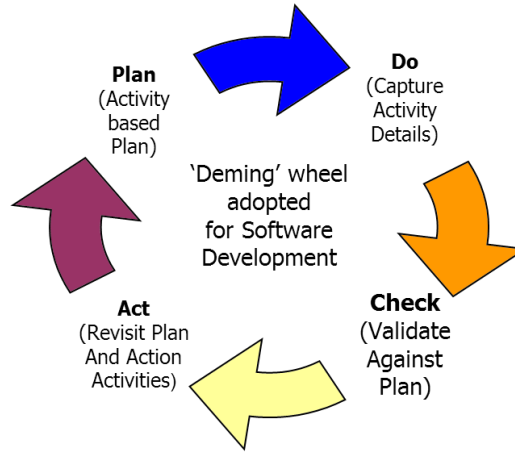 Plan
(Activity
based
Plan)
Do
(Capture
Activity
Details)
‘Deming’ wheel
adopted
for Software
Development
Check
(Validate
Against
Plan)
Act
(Revisit Plan
And Action
Activities)